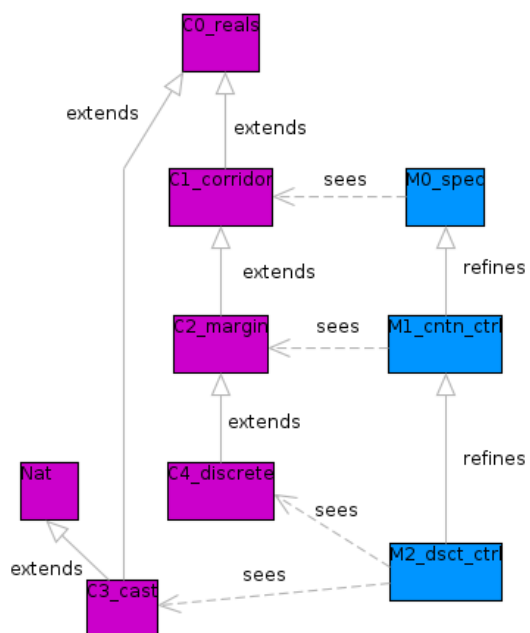 C0_reals
extends
extends
C1_corridor
sees
M0_spec
extends
refines
C2_margin
sees
M1_cntn_ctrl
extends
refines
Nat
C4_discrete
sees
M2_dsct_ctrl
extends
sees
C3_cast